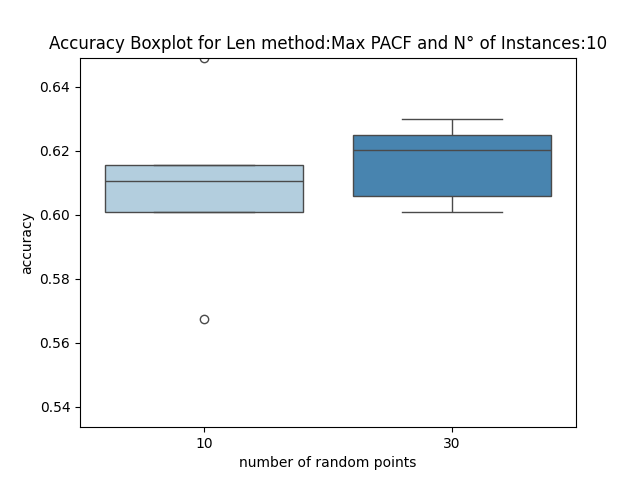 Accuracy Boxplot for Len method:Max PACF and N° of Instances:10
0.64
0.62
0.60
0.58
0.56
0.54
accuracy
10
30
number of random points